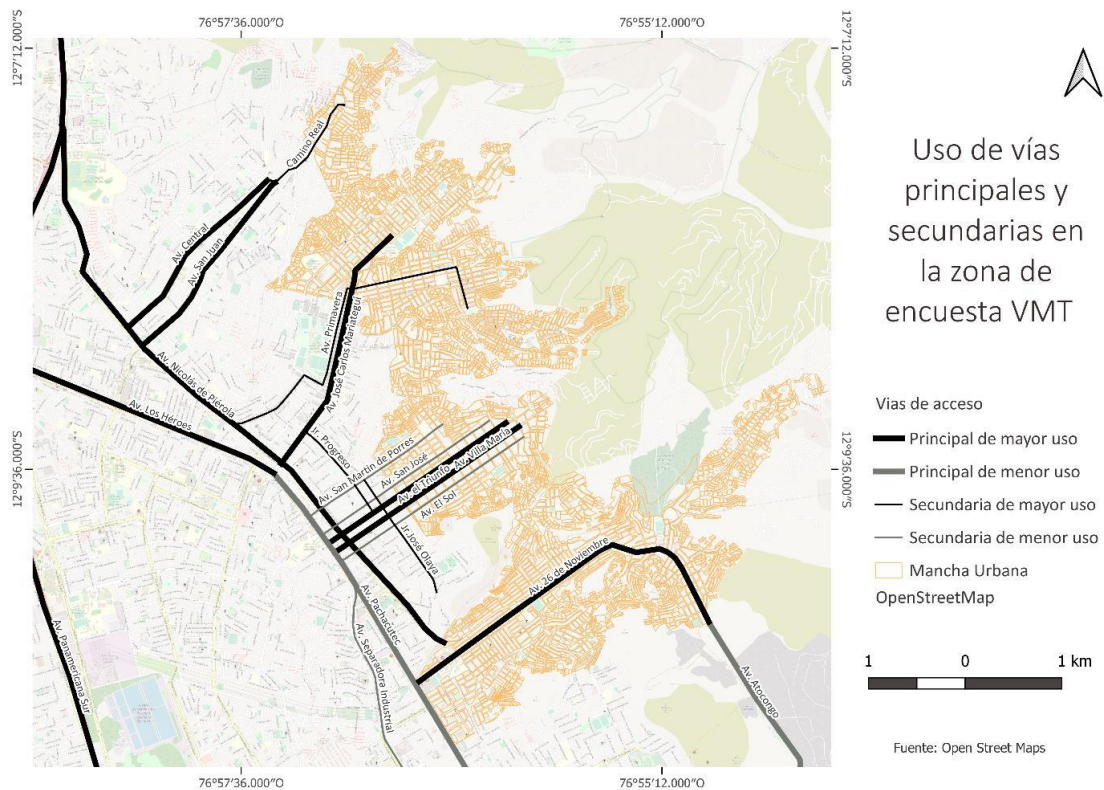 76°57'36.000"O
76°55'12.000"O
12°7'12.000"S
12°7'12.000"S
Uso de vías
principales y
secundarias en
la zona de
encuesta VMT
Camino Real
Av. Central
Av. San Juan
Av. Primavera
Av. José Carlos Mariategui
Av. Nicolás de Piérola
Av. Los Héroes
Vias de acceso
Principal de mayor uso
Principal de menor uso
Secundaria de mayor uso
Secundaria de menor uso
Mancha Urbana
OpenStreetMap
Jr. Progreso
Av. San Martin de Porres
Av. San José
Av. el Triunfo
Av. Villa María
Av. El Sol
12°9'36.000"S
12°9'36.000"S
Jr José Olaya
Av. 26 de Noviembre
Av. Pachacutec
Av. Separadora Industrial
Av. Panamericana Sur
Av. Atocongo
1
0
1 km
Fuente: Open Street Maps
76°57'36.000"O
76°55'12.000"O